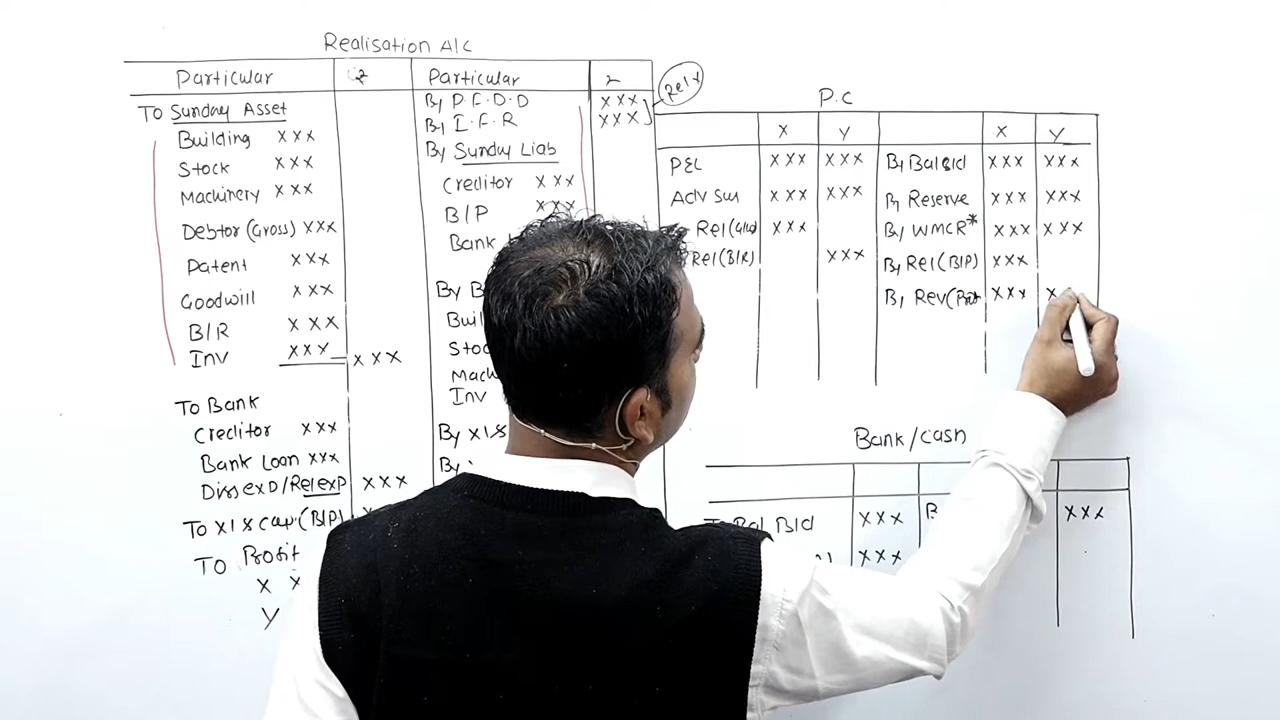 Realisation A/C
Particular ₹ Particular
To Sunday Asset
Building xxx
Stock xxx
Machinery xxx
Debtor (Gross) xxx
Patent xxx
Goodwill xxx
B/R xxx
Inv xxx xxx
To Bank
Creditor xxx
Bank Loan xxx
Diss exp/Rel exp xxx
To X's cap (B/P)
To Profit
X
Y
By P.F.D.D xxx
By I.F.R xxx
Rel x
By Sunday Liab
Creditor xxx
B/P xxx
Bank
By B
Buil
Stoc
Mach
Inv
By X's
By
P.C
X Y X Y
P&L xxx xxx By Bal b/d xxx xxx
Adv Sus xxx xxx By Reserve xxx xxx
Rel (G/W) xxx By WMCR* xxx xxx
Rel (B/R) xxx By Rel (B/P) xxx
By Rev (Prot xxx x
Bank/Cash
To Bal B/d xxx B xxx
xxx